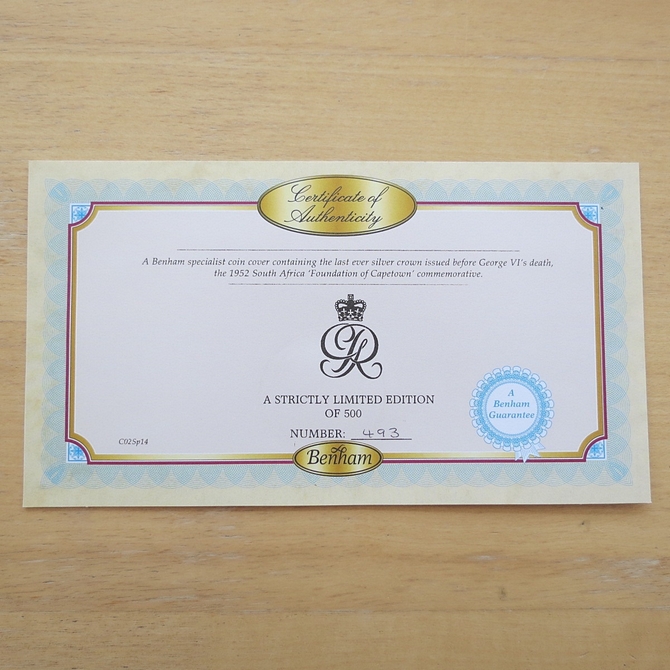 Certificate of
Authenticity
A Benham specialist coin cover containing the last ever silver crown issued before George VI's death,
the 1952 South Africa 'Foundation of Capetown' commemorative.
GR
A STRICTLY LIMITED EDITION
OF 500
NUMBER: 493
A
Benham
Guarantee
C02Sp14
Benham